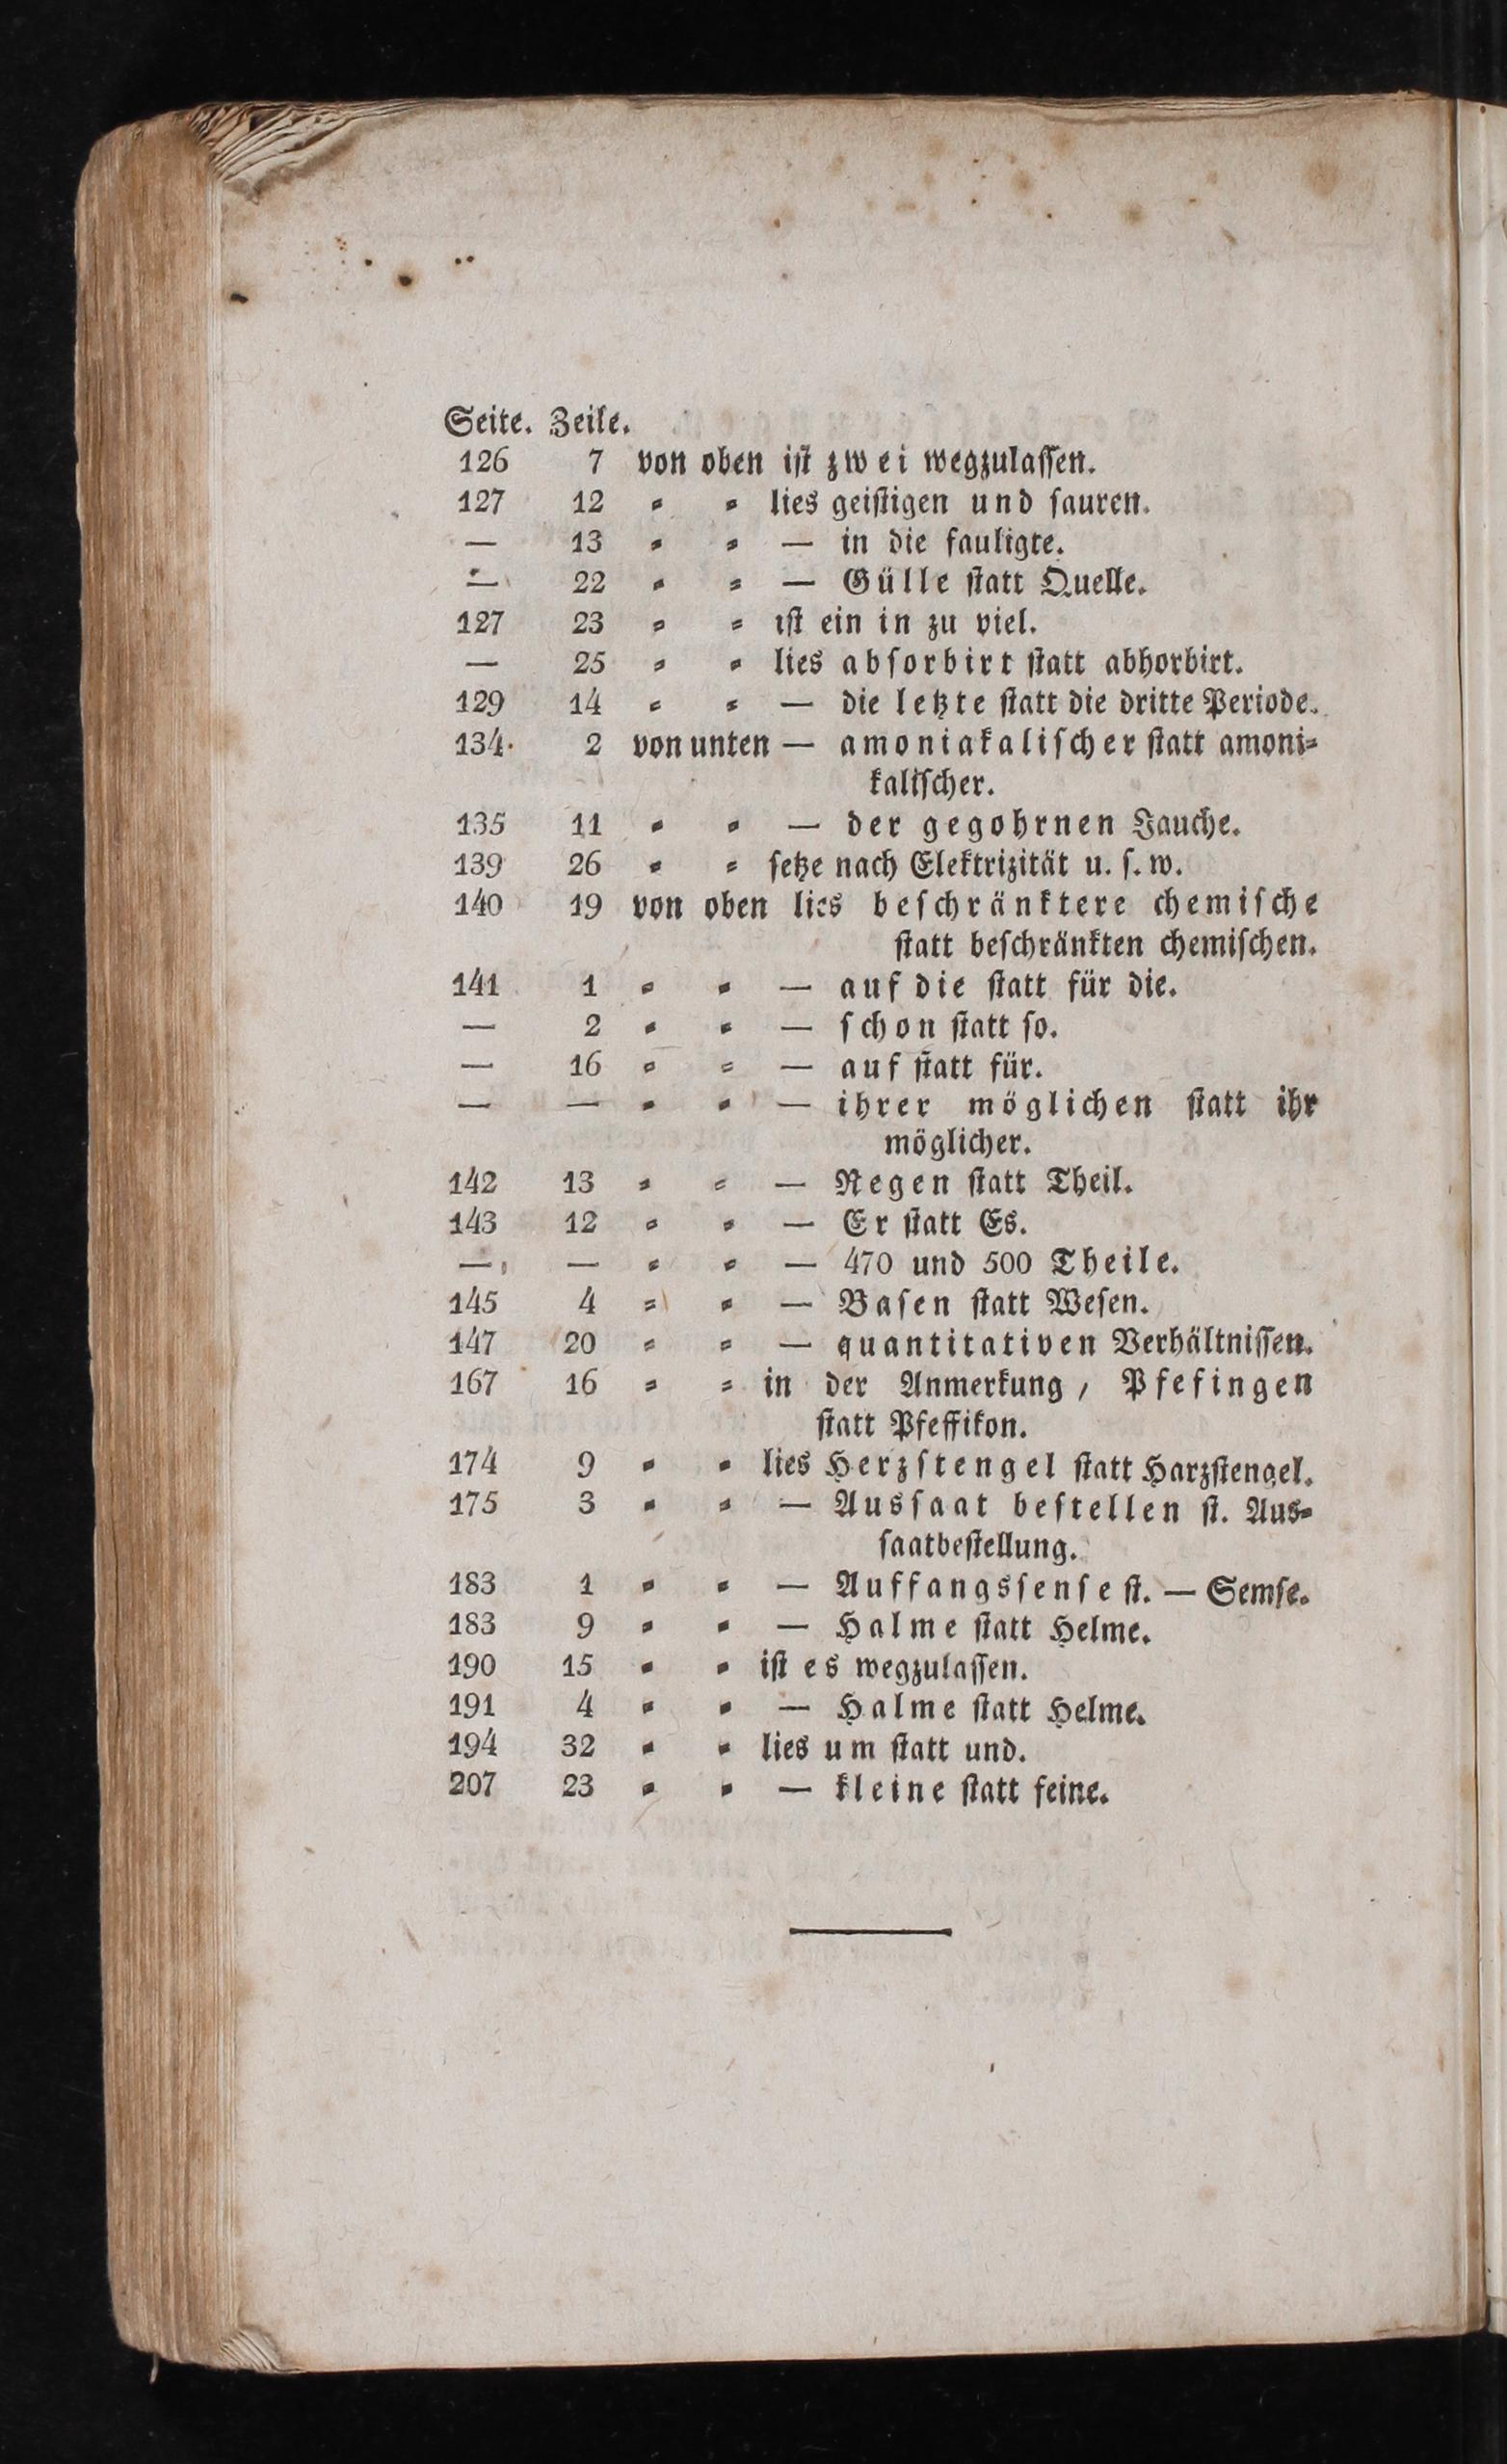 Seite. Zeile.
126 7 von oben ist zwei wegzulassen.
127 12 " " lies geistigen und sauren.
— 13 " " — in die fauligte.
— 22 " " — Gülle statt Quelle.
127 23 " " ist ein in zu viel.
— 25 " " lies absorbirt statt abhorbirt.
129 14 " " — die letzte statt die dritte Periode.
134 2 von unten — amoniakalischer statt amoni-
kalischer.
135 11 " " — der gegohrnen Jauche.
139 26 " " setze nach Elektrizität u. s. w.
140 19 von oben lies beschränktere chemische
statt beschränkten chemischen.
141 1 " " — auf die statt für die.
— 2 " " — schon statt so.
— 16 " " — auf statt für.
— — " " — ihrer möglichen statt ihr
möglicher.
142 13 " " — Regen statt Theil.
143 12 " " — Er statt Es.
— — " " — 470 und 500 Theile.
145 4 " " — Basen statt Wesen.
147 20 " " — quantitativen Verhältnissen.
167 16 " " in der Anmerkung, Pfefingen
statt Pfeffikon.
174 9 " " lies Herzstengel statt Harzstengel.
175 3 " " — Aussaat bestellen st. Aus-
saatbestellung.
183 1 " " — Auffangssense st. — Semse.
183 9 " " — Halme statt Helme.
190 15 " " ist es wegzulassen.
191 4 " " — Halme statt Helme.
194 32 " " lies um statt und.
207 23 " " — kleine statt feine.